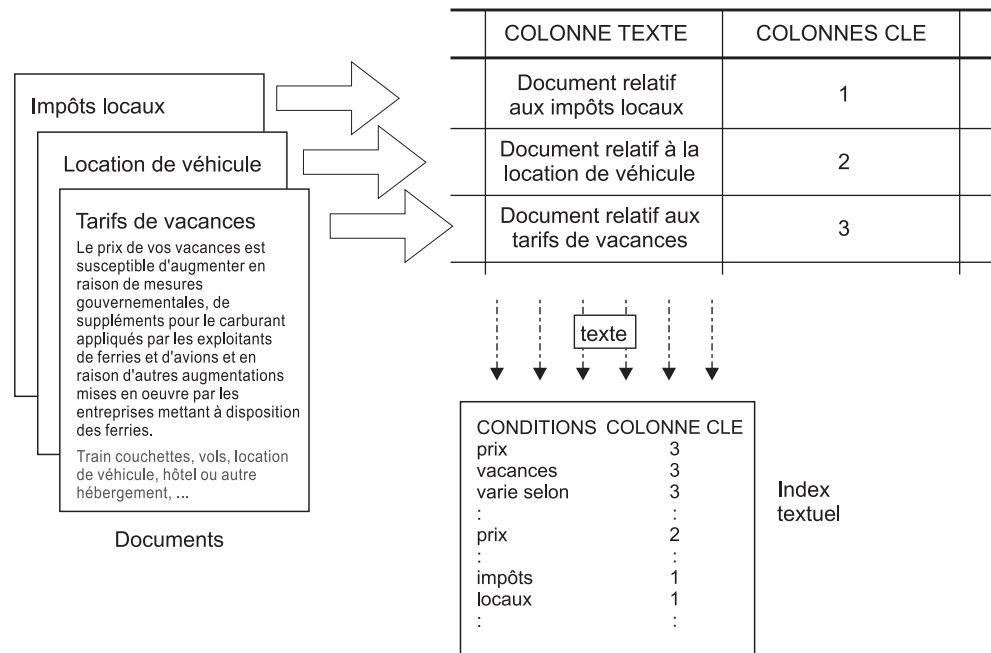 COLONNE TEXTE COLONNES CLE
Document relatif
aux impôts locaux
1
Document relatif à la
location de véhicule
2
Document relatif aux
tarifs de vacances
3
Impôts locaux
Location de véhicule
Tarifs de vacances
Le prix de vos vacances est
susceptible d'augmenter en
raison de mesures
gouvernementales, de
suppléments pour le carburant
appliqués par les exploitants
de ferries et d'avions et en
raison d'autres augmentations
mises en oeuvre par les
entreprises mettant à disposition
des ferries.
Train couchettes, vols, location
de véhicule, hôtel ou autre
hébergement, ...
Documents
texte
CONDITIONS COLONNE CLE
prix 3
vacances 3
varie selon 3
: :
prix 2
: :
impôts 1
locaux 1
: :
Index
textuel